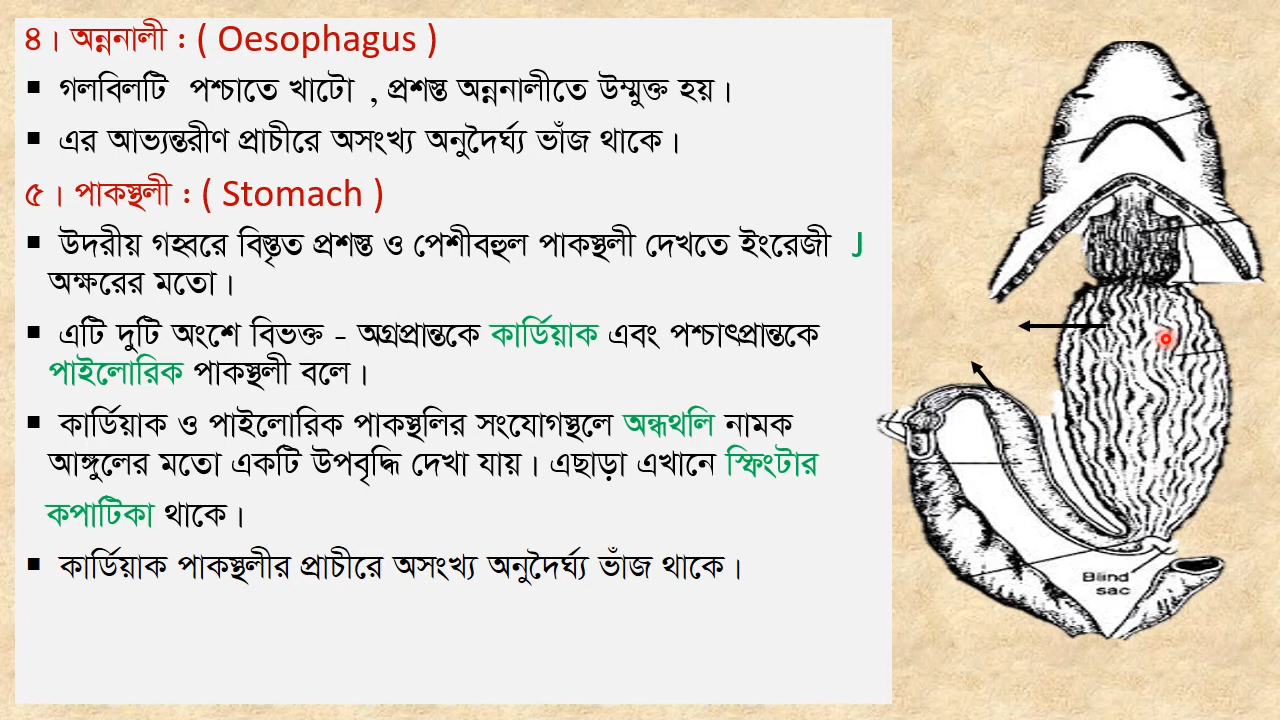 ৪। অন্ননালী : ( Oesophagus )
▪ গলবিলটি পশ্চাতে খাটো , প্রশস্ত অন্ননালীতে উম্মুক্ত হয়।
▪ এর আভ্যন্তরীণ প্রাচীরে অসংখ্য অনুদৈর্ঘ্য ভাঁজ থাকে।
৫। পাকস্থলী : ( Stomach )
▪ উদরীয় গহ্বরে বিস্তৃত প্রশস্ত ও পেশীবহুল পাকস্থলী দেখতে ইংরেজী J
অক্ষরের মতো।
▪ এটি দুটি অংশে বিভক্ত - অগ্রপ্রান্তকে কার্ডিয়াক এবং পশ্চাৎপ্রান্তকে
পাইলোরিক পাকস্থলী বলে।
▪ কার্ডিয়াক ও পাইলোরিক পাকস্থলির সংযোগস্থলে অন্ধথলি নামক
আঙ্গুলের মতো একটি উপবৃদ্ধি দেখা যায়। এছাড়া এখানে স্ফিংটার
কপাটিকা থাকে।
▪ কার্ডিয়াক পাকস্থলীর প্রাচীরে অসংখ্য অনুদৈর্ঘ্য ভাঁজ থাকে।
Blind
sac